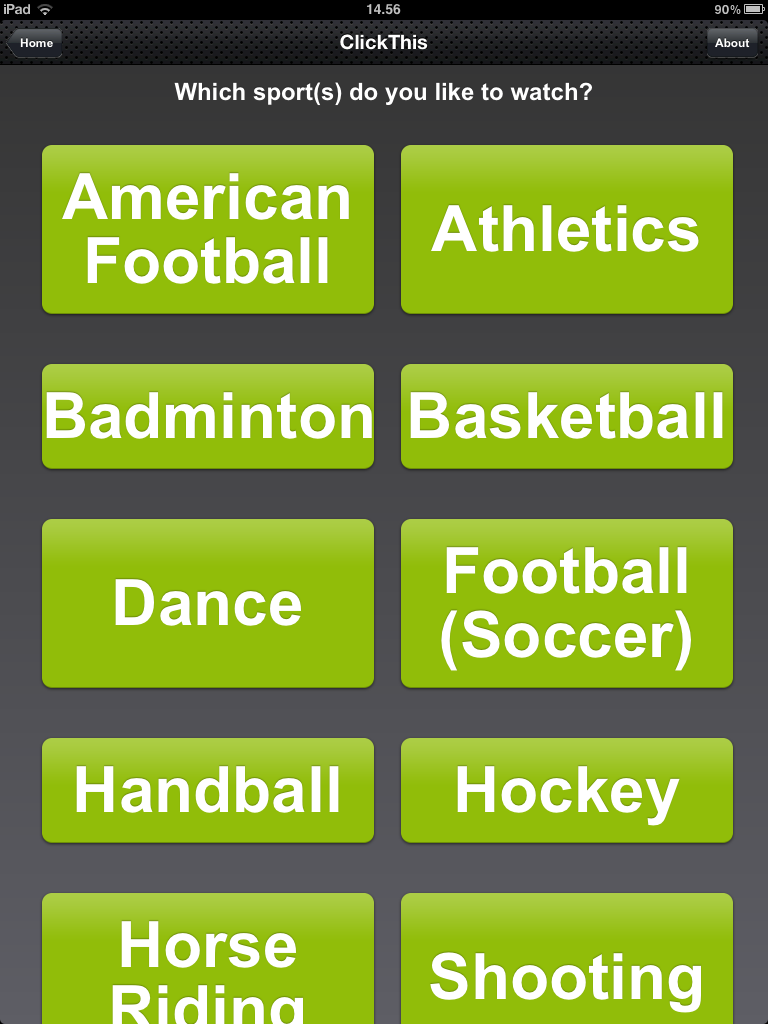 iPad 14.56 90%
Home ClickThis About
Which sport(s) do you like to watch?
American
Football
Athletics
Badminton
Basketball
Dance
Football
(Soccer)
Handball
Hockey
Horse
Riding
Shooting